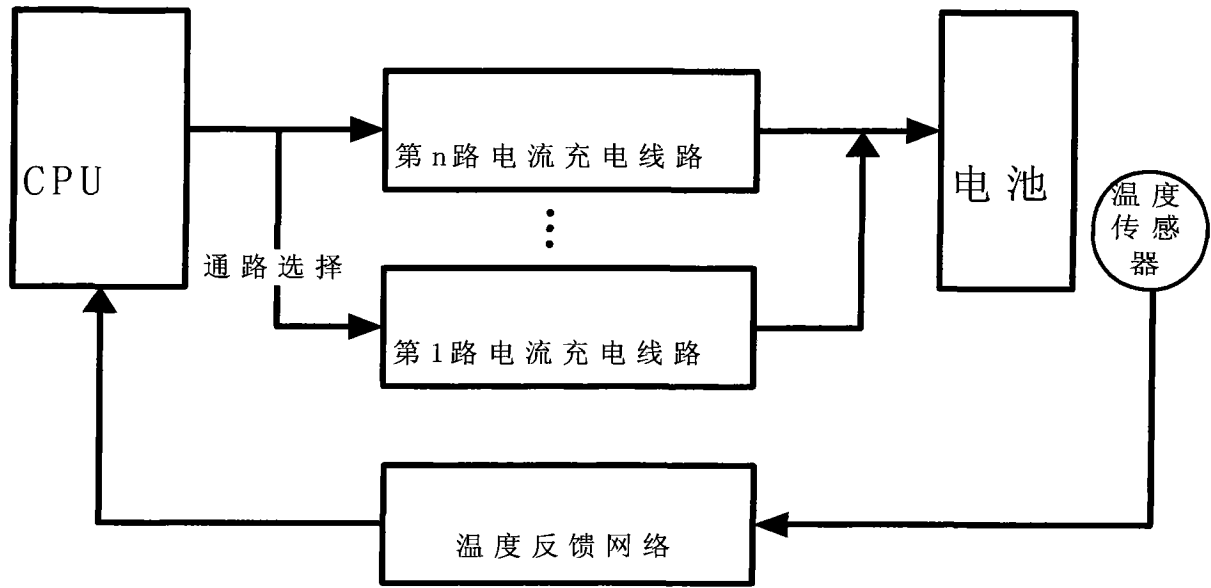 CPU
通路选择
第n路电流充电线路
第1路电流充电线路
电池
温度
传感
器
温度反馈网络